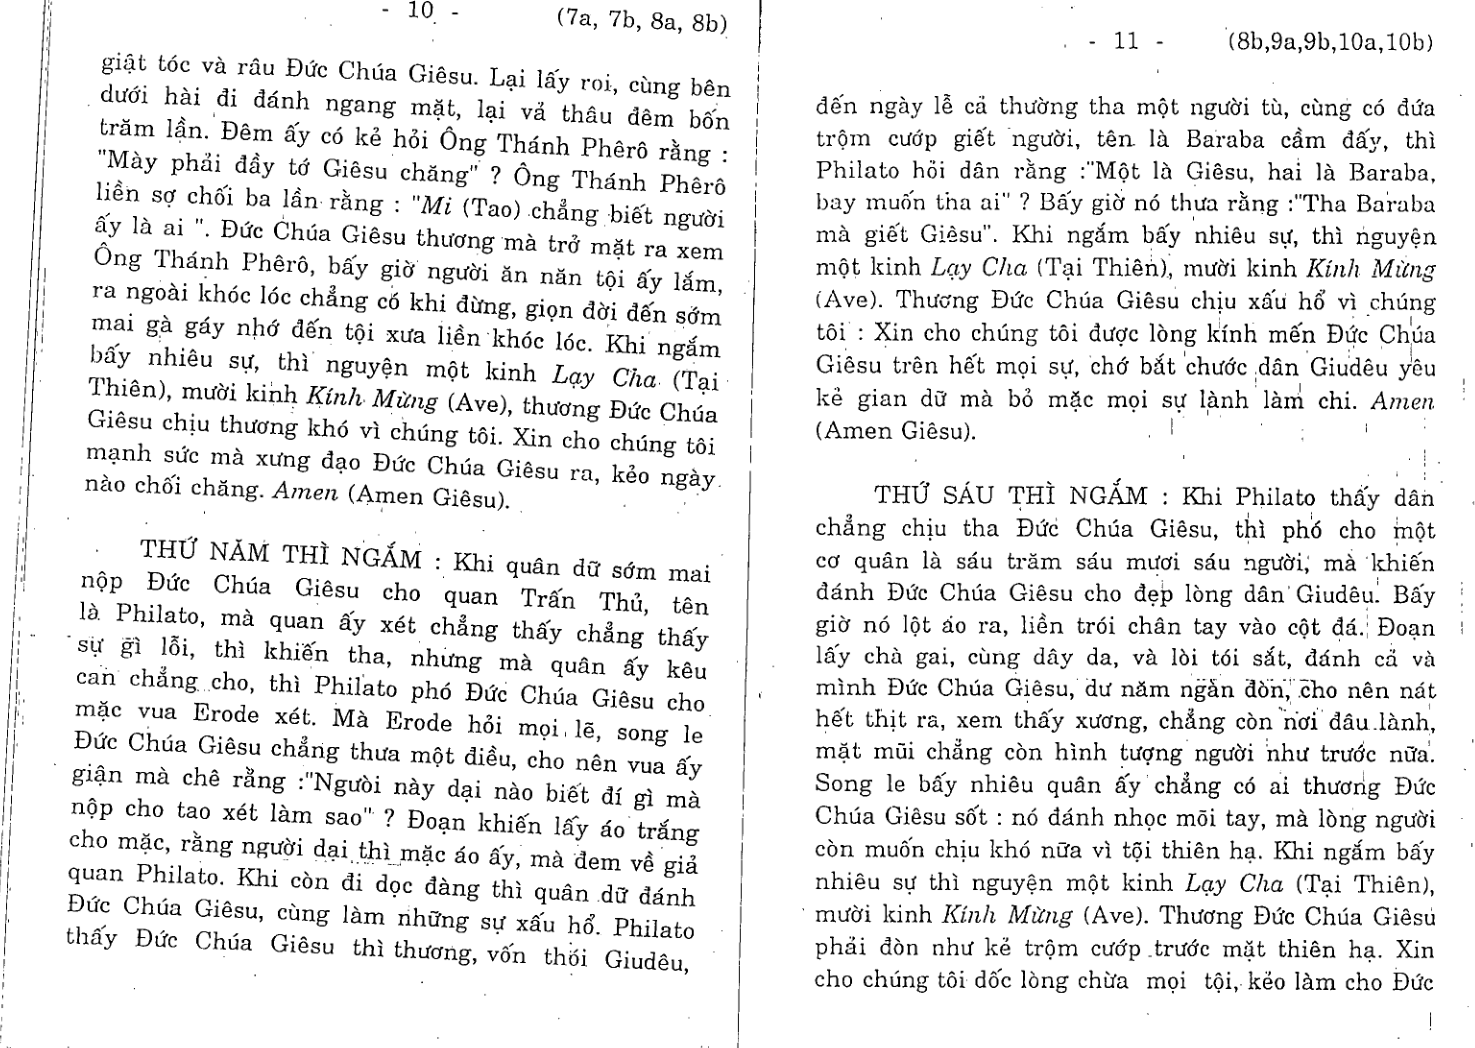 - 10 - (7a, 7b, 8a, 8b)
giật tóc và râu Đức Chúa Giêsu. Lại lấy roi, cùng bên
dưới hài đi đánh ngang mặt, lại vả thâu đêm bốn
trăm lần. Đêm ấy có kẻ hỏi Ông Thánh Phêrô rằng :
"Mày phải đầy tớ Giêsu chăng" ? Ông Thánh Phêrô
liền sợ chối ba lần rằng : "Mi (Tao) chẳng biết người
ấy là ai ". Đức Chúa Giêsu thương mà trở mặt ra xem
Ông Thánh Phêrô, bấy giờ người ăn năn tội ấy lắm,
ra ngoài khóc lóc chẳng có khi đừng, giọn đời đến sớm
mai gà gáy nhớ đến tội xưa liền khóc lóc. Khi ngắm
bấy nhiêu sự, thì nguyện một kinh Lạy Cha (Tại
Thiên), mười kinh Kính Mừng (Ave), thương Đức Chúa
Giêsu chịu thương khó vì chúng tôi. Xin cho chúng tôi
mạnh sức mà xưng đạo Đức Chúa Giêsu ra, kẻo ngày
nào chối chăng. Amen (Amen Giêsu).
THỨ NĂM THÌ NGẮM : Khi quân dữ sớm mai
nộp Đức Chúa Giêsu cho quan Trấn Thủ, tên
là Philato, mà quan ấy xét chẳng thấy chẳng thấy
sự gì lỗi, thì khiến tha, nhưng mà quân ấy kêu
can chẳng cho, thì Philato phó Đức Chúa Giêsu cho
mặc vua Erode xét. Mà Erode hỏi mọi lẽ, song le
Đức Chúa Giêsu chẳng thưa một điều, cho nên vua ấy
giận mà chê rằng :"Người này dại nào biết đí gì mà
nộp cho tao xét làm sao" ? Đoạn khiến lấy áo trắng
cho mặc, rằng người dại thì mặc áo ấy, mà đem về giả
quan Philato. Khi còn đi dọc đàng thì quân dữ đánh
Đức Chúa Giêsu, cùng làm những sự xấu hổ. Philato
thấy Đức Chúa Giêsu thì thương, vốn thói Giudêu,
- 11 - (8b,9a,9b,10a,10b)
đến ngày lễ cả thường tha một người tù, cùng có đứa
trộm cướp giết người, tên là Baraba cầm đấy, thì
Philato hỏi dân rằng :"Một là Giêsu, hai là Baraba,
bay muốn tha ai" ? Bấy giờ nó thưa rằng :"Tha Baraba
mà giết Giêsu". Khi ngắm bấy nhiêu sự, thì nguyện
một kinh Lạy Cha (Tại Thiên), mười kinh Kính Mừng
(Ave). Thương Đức Chúa Giêsu chịu xấu hổ vì chúng
tôi : Xin cho chúng tôi được lòng kính mến Đức Chúa
Giêsu trên hết mọi sự, chớ bắt chước dân Giudêu yêu
kẻ gian dữ mà bỏ mặc mọi sự lành làm chi. Amen
(Amen Giêsu).
THỨ SÁU THÌ NGẮM : Khi Philato thấy dân
chẳng chịu tha Đức Chúa Giêsu, thì phó cho một
cơ quân là sáu trăm sáu mươi sáu người, mà khiến
đánh Đức Chúa Giêsu cho đẹp lòng dân Giudêu. Bấy
giờ nó lột áo ra, liền trói chân tay vào cột đá. Đoạn
lấy chà gai, cùng dây da, và lòi tói sắt, đánh cả và
mình Đức Chúa Giêsu, dư năm ngàn đòn, cho nên nát
hết thịt ra, xem thấy xương, chẳng còn nơi đâu lành,
mặt mũi chẳng còn hình tượng người như trước nữa.
Song le bấy nhiêu quân ấy chẳng có ai thương Đức
Chúa Giêsu sốt : nó đánh nhọc mõi tay, mà lòng người
còn muốn chịu khó nữa vì tội thiên hạ. Khi ngắm bấy
nhiêu sự thì nguyện một kinh Lạy Cha (Tại Thiên),
mười kinh Kính Mừng (Ave). Thương Đức Chúa Giêsu
phải đòn như kẻ trộm cướp trước mặt thiên hạ. Xin
cho chúng tôi dốc lòng chừa mọi tội, kẻo làm cho Đức